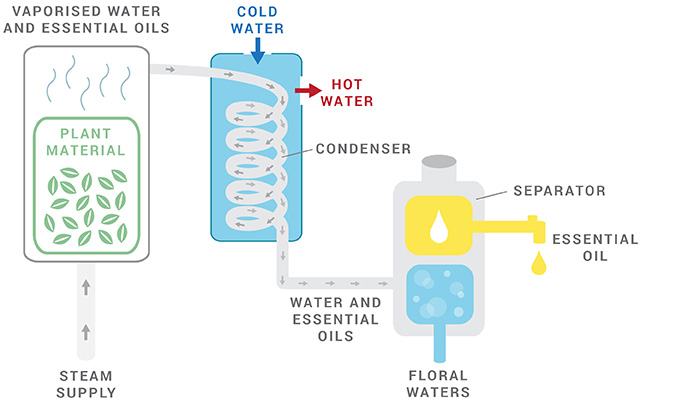 VAPORISED WATER
AND ESSENTIAL OILS
COLD
WATER
HOT
WATER
PLANT
MATERIAL
CONDENSER
SEPARATOR
ESSENTIAL
OIL
WATER AND
ESSENTIAL
OILS
STEAM
SUPPLY
FLORAL
WATERS